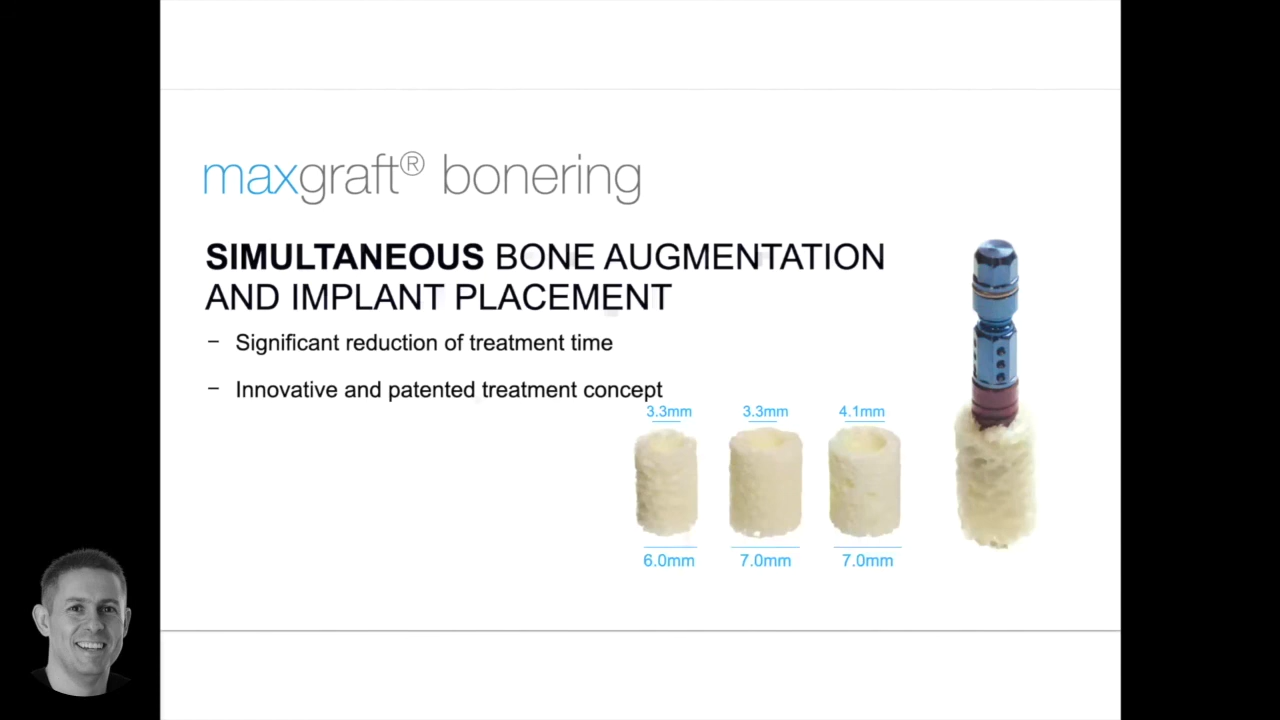 maxgraft® bonering
SIMULTANEOUS BONE AUGMENTATION
AND IMPLANT PLACEMENT
– Significant reduction of treatment time
– Innovative and patented treatment concept
3.3mm 3.3mm 4.1mm
6.0mm 7.0mm 7.0mm